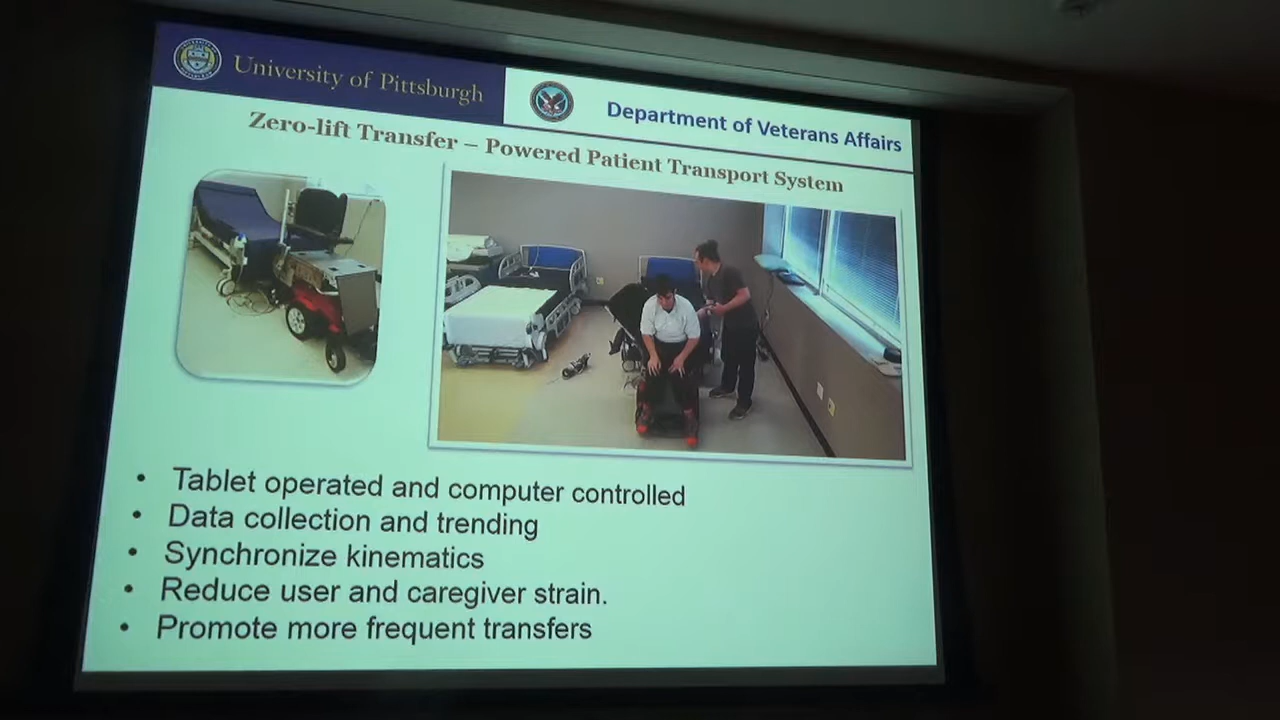 University of Pittsburgh
Department of Veterans Affairs
Zero-lift Transfer – Powered Patient Transport System
• Tablet operated and computer controlled
• Data collection and trending
• Synchronize kinematics
• Reduce user and caregiver strain.
• Promote more frequent transfers